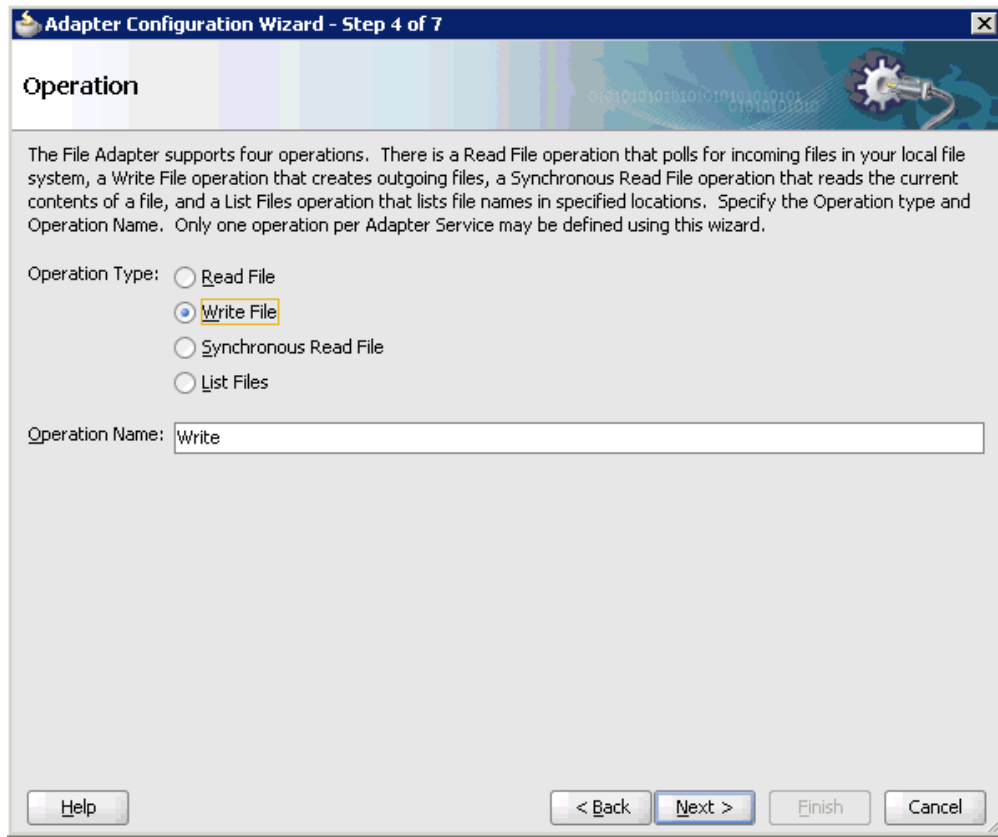 Adapter Configuration Wizard - Step 4 of 7
Operation
The File Adapter supports four operations. There is a Read File operation that polls for incoming files in your local file
system, a Write File operation that creates outgoing files, a Synchronous Read File operation that reads the current
contents of a file, and a List Files operation that lists file names in specified locations. Specify the Operation type and
Operation Name. Only one operation per Adapter Service may be defined using this wizard.
Operation Type: Read File
Write File
Synchronous Read File
List Files
Operation Name: Write
Help < Back Next > Finish Cancel